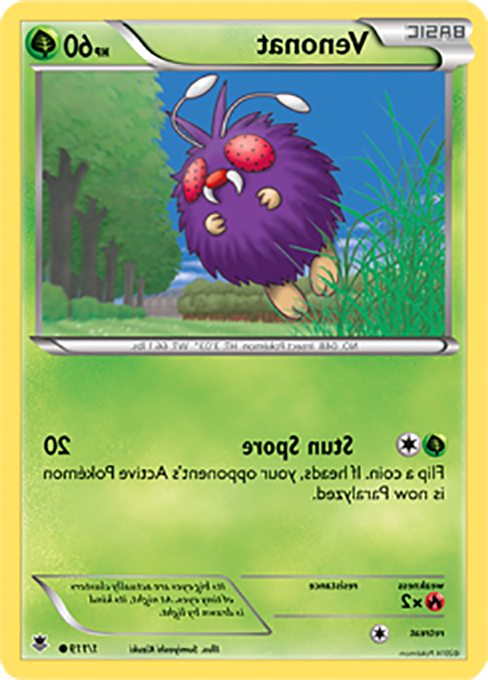 BASIC
Venonat
HP60
NO. 048 Insect Pokémon HT: 3'03" WT: 66.1 lbs.
Stun Spore 20
Flip a coin. If heads, your opponent's Active Pokémon
is now Paralyzed.
weakness
resistance
×2
retreat
Its big eyes are actually clusters
of tiny eyes. At night, its kind
is drawn by light.
Illus. Sumiyoshi Kizuki
1/119
©2014 Pokémon